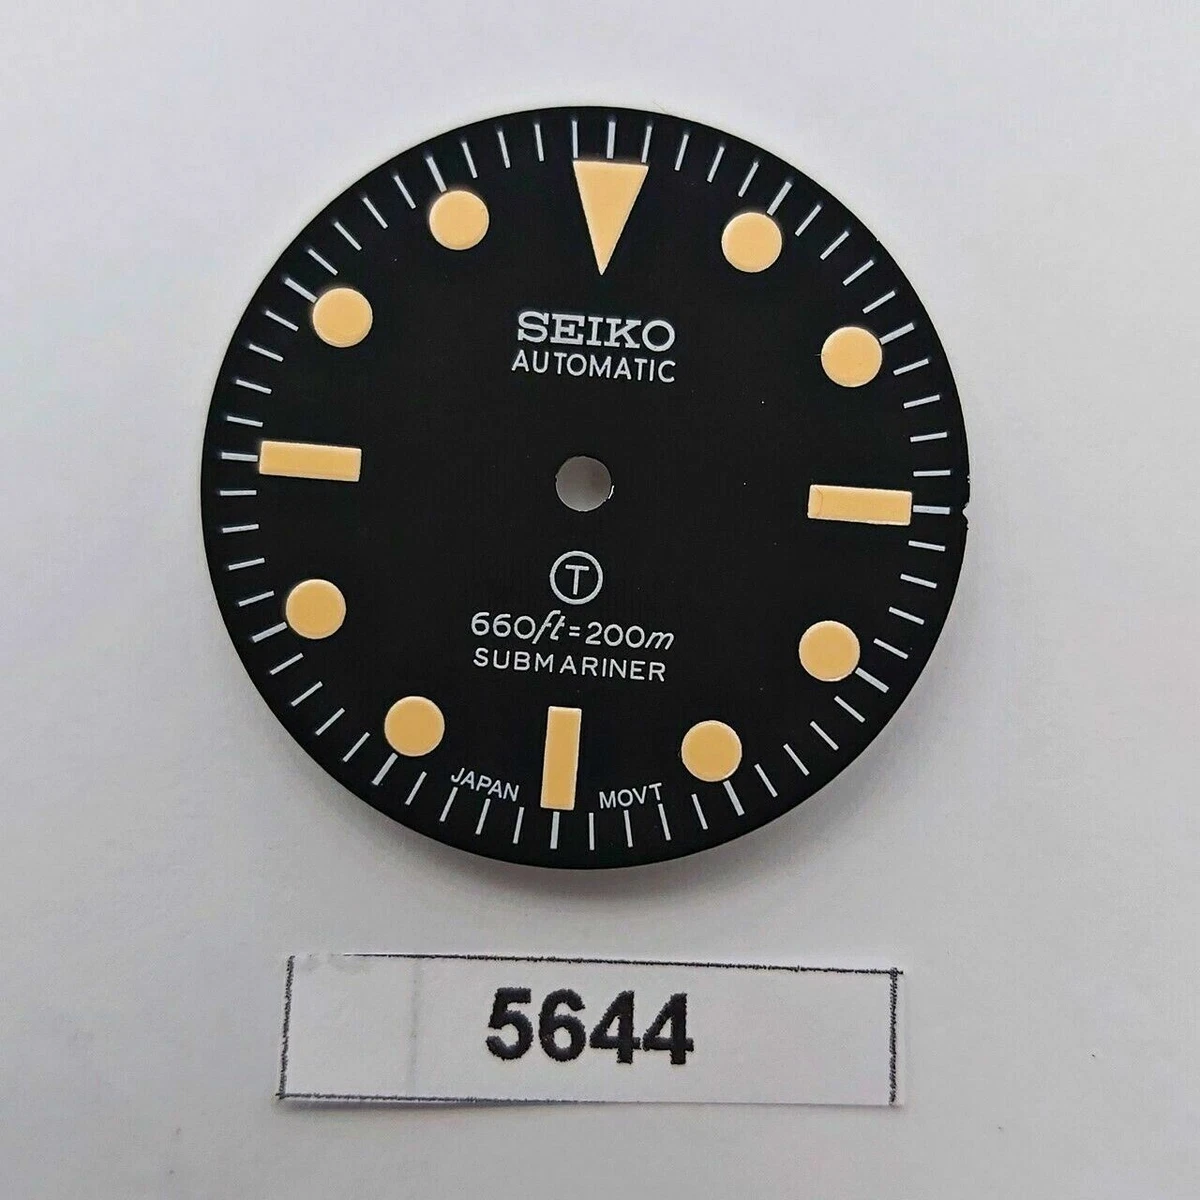 SEIKO
AUTOMATIC
T
660ft=200m
SUBMARINER
JAPAN MOVT
5644